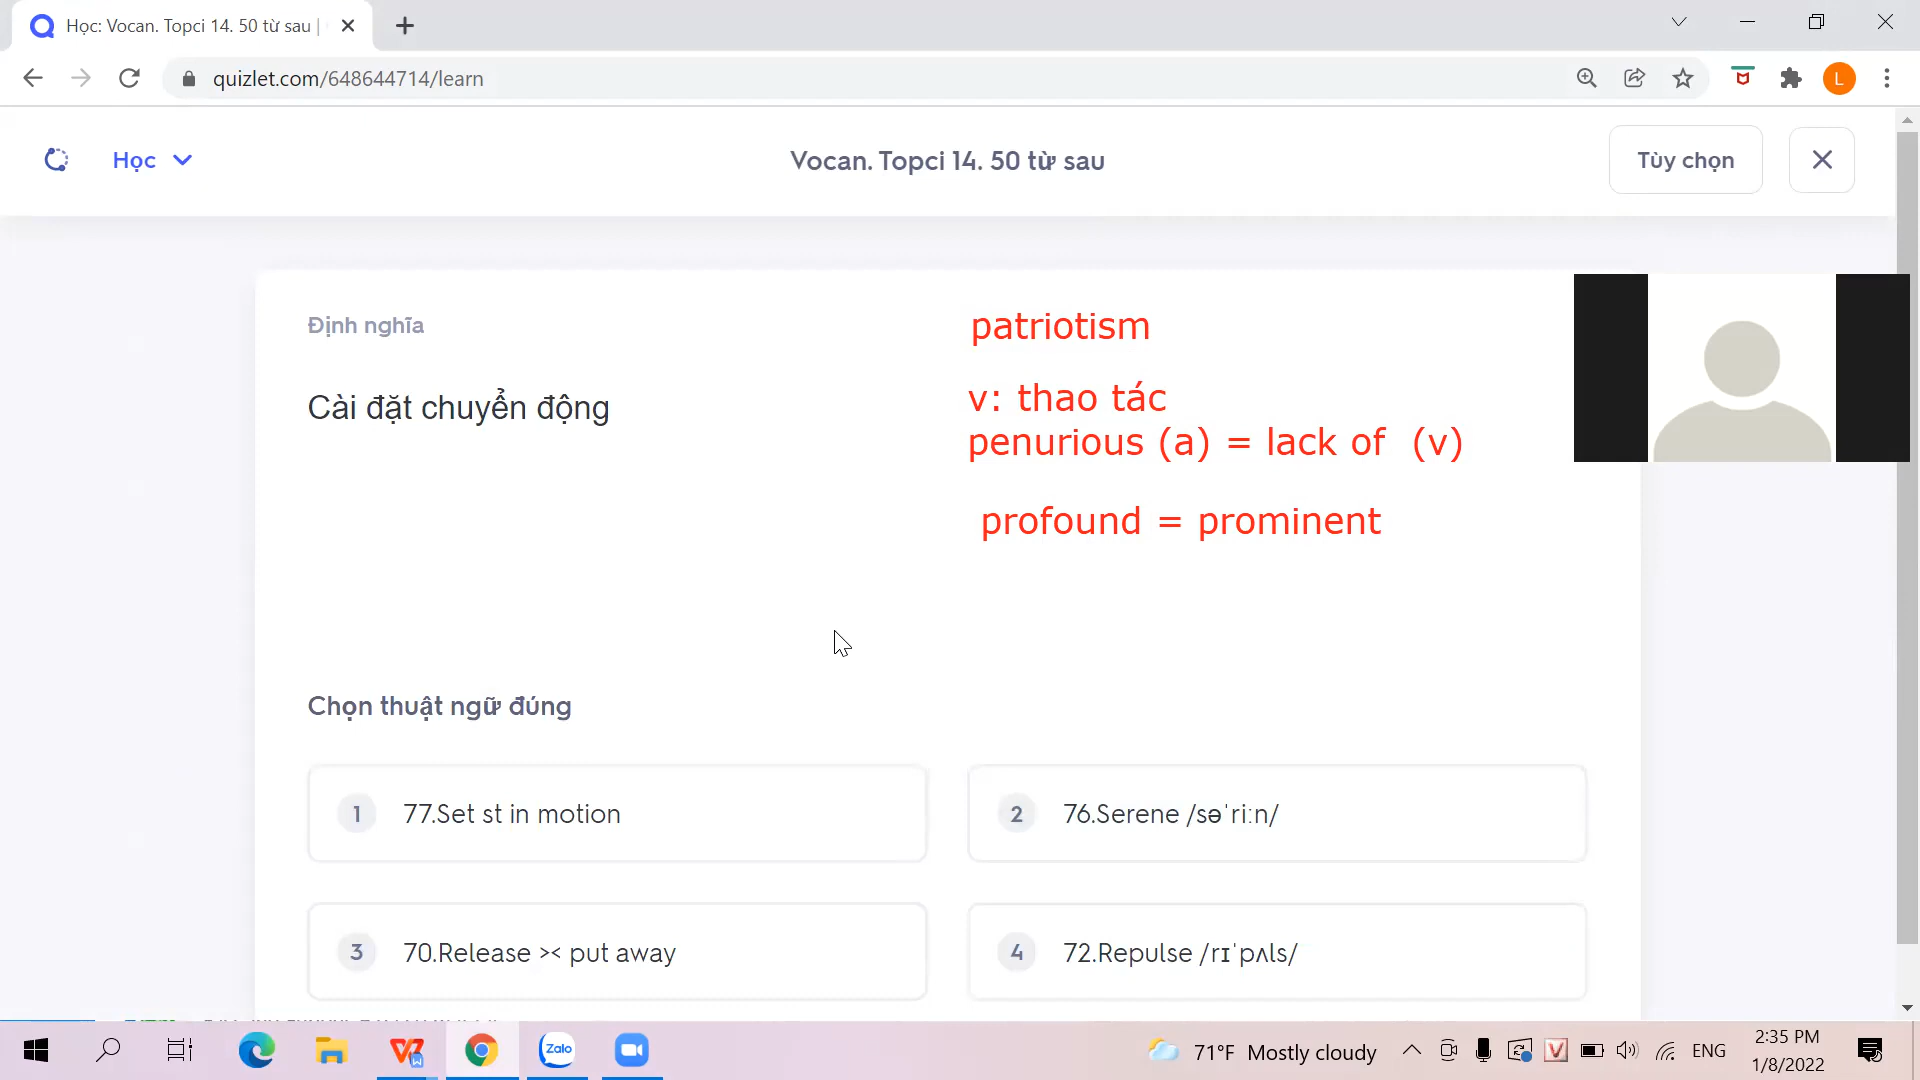 Học: Vocan. Topci 14. 50 từ sau |
quizlet.com/648644714/learn
L
Học
Vocan. Topci 14. 50 từ sau
Tùy chọn
Định nghĩa
Cài đặt chuyển động
patriotism
v: thao tác
penurious (a) = lack of (v)
profound = prominent
Chọn thuật ngữ đúng
1 77.Set st in motion
2 76.Serene /səˈriːn/
3 70.Release >< put away
4 72.Repulse /rɪˈpʌls/
Zalo
71°F Mostly cloudy
ENG
2:35 PM
1/8/2022